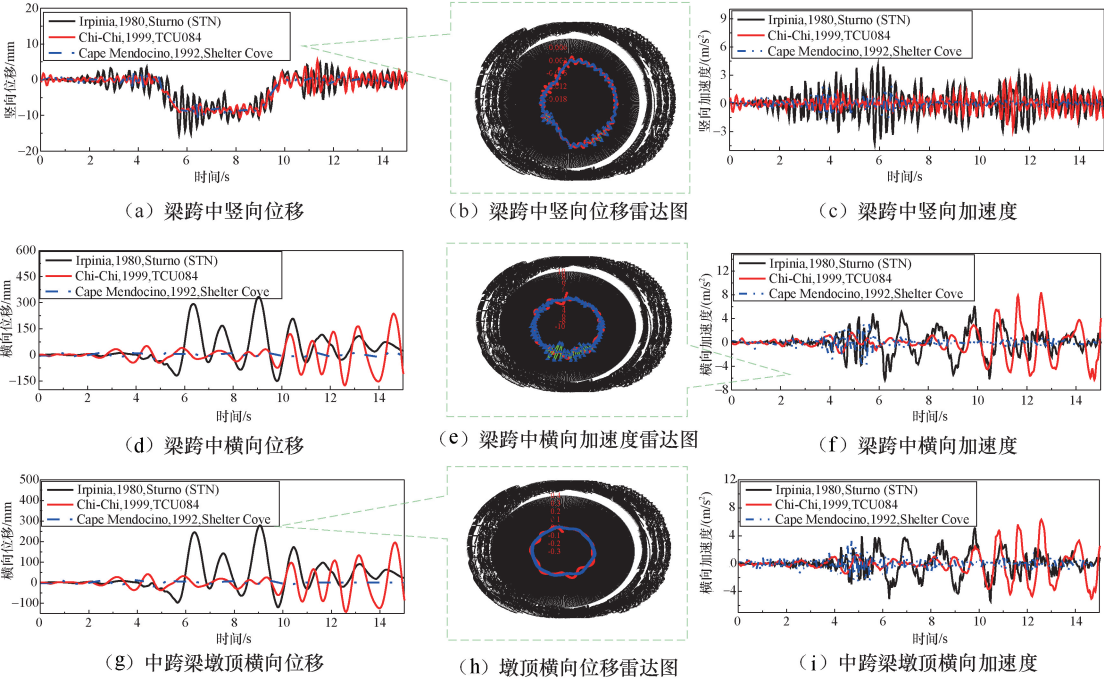 20
10
0
−10
−20
竖向位移/mm
Irpinia,1980,Sturno (STN)
Chi-Chi,1999,TCU084
Cape Mendocino,1992,Shelter Cove
0 2 4 6 8 10 12 14
时间/s
(a) 梁跨中竖向位移
(b) 梁跨中竖向位移雷达图
9
6
3
0
−3
竖向加速度/(m/s²)
Irpinia,1980,Sturno (STN)
Chi-Chi,1999,TCU084
Cape Mendocino,1992,Shelter Cove
0 2 4 6 8 10 12 14
时间/s
(c) 梁跨中竖向加速度
600
450
300
150
0
−150
横向位移/mm
Irpinia,1980,Sturno (STN)
Chi-Chi,1999,TCU084
Cape Mendocino,1992,Shelter Cove
0 2 4 6 8 10 12 14
时间/s
(d) 梁跨中横向位移
(e) 梁跨中横向加速度雷达图
12
8
4
0
−4
−8
横向加速度/(m/s²)
Irpinia,1980,Sturno (STN)
Chi-Chi,1999,TCU084
Cape Mendocino,1992,Shelter Cove
0 2 4 6 8 10 12 14
时间/s
(f) 梁跨中横向加速度
500
400
300
200
100
0
−100
横向位移/mm
Irpinia,1980,Sturno (STN)
Chi-Chi,1999,TCU084
Cape Mendocino,1992,Shelter Cove
0 2 4 6 8 10 12 14
时间/s
(g) 中跨梁墩顶横向位移
0.1
-0.1
-0.2
-0.3
(h) 墩顶横向位移雷达图
12
8
4
0
−4
横向加速度/(m/s²)
Irpinia,1980,Sturno (STN)
Chi-Chi,1999,TCU084
Cape Mendocino,1992,Shelter Cove
0 2 4 6 8 10 12 14
时间/s
(i) 中跨梁墩顶横向加速度